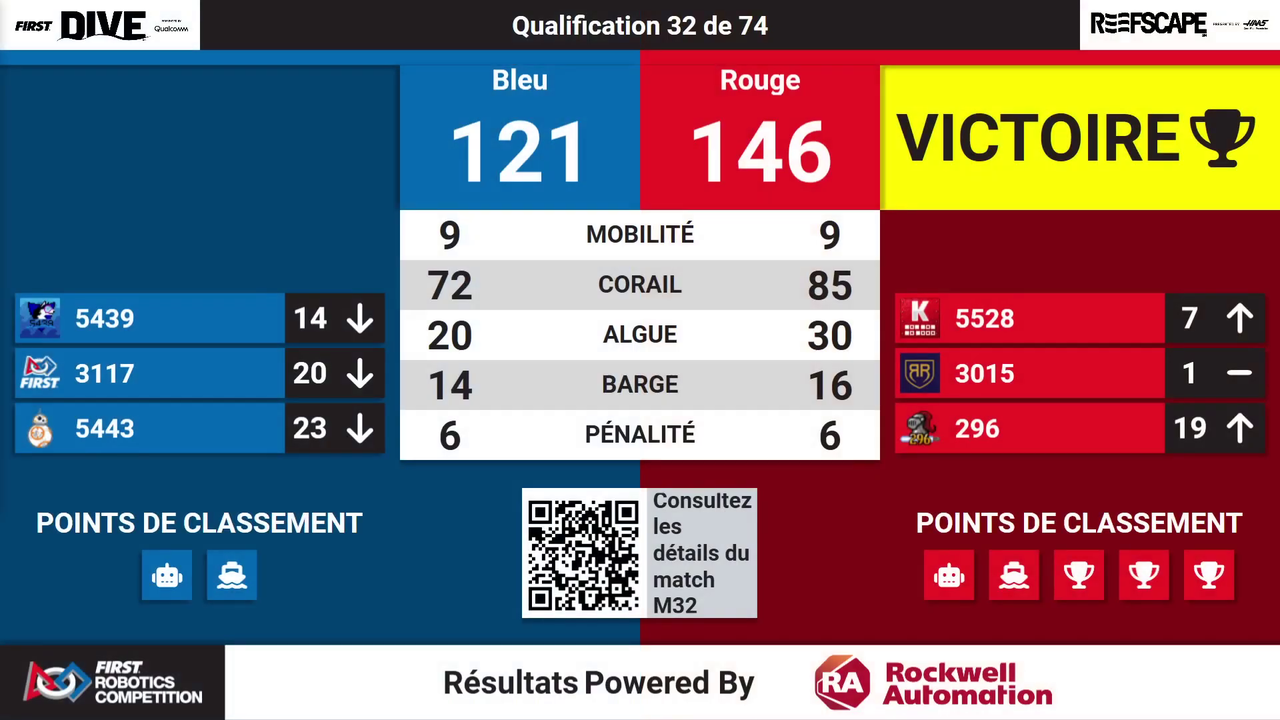 FIRST DIVE Qualcomm
Qualification 32 de 74
REEFSCAPE HAAS
Bleu
Rouge
121
146
VICTOIRE
9 MOBILITÉ 9
72 CORAIL 85
20 ALGUE 30
14 BARGE 16
6 PÉNALITÉ 6
5439 14
3117 20
5443 23
5528 7
3015 1
296 19
FIRST
K
RR
296
POINTS DE CLASSEMENT
POINTS DE CLASSEMENT
Consultez
les
détails du
match
M32
FIRST
ROBOTICS
COMPETITION
Résultats Powered By
RA
Rockwell
Automation